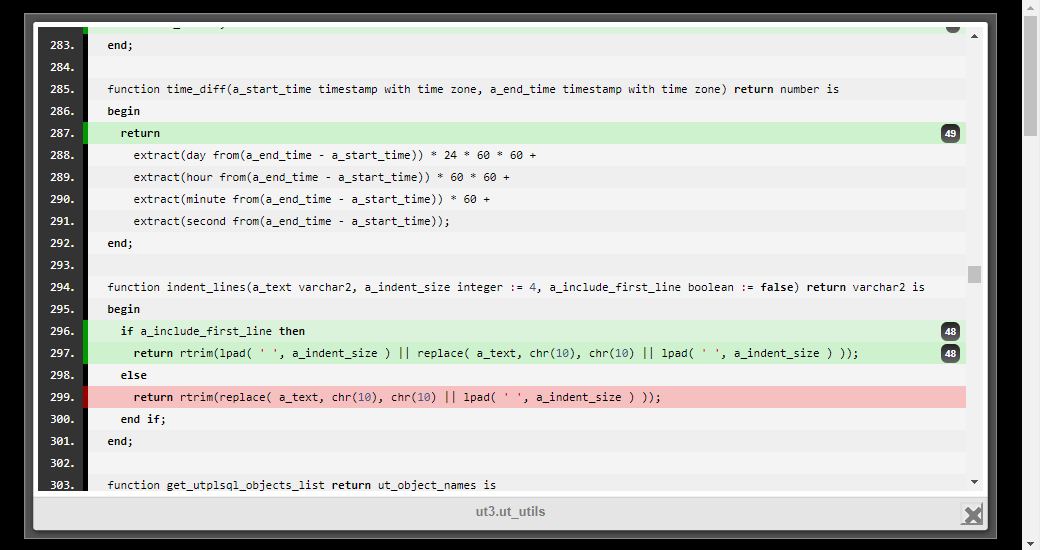 283. end;
284.
285. function time_diff(a_start_time timestamp with time zone, a_end_time timestamp with time zone) return number is
286. begin
287. return 49
288. extract(day from(a_end_time - a_start_time)) * 24 * 60 * 60 +
289. extract(hour from(a_end_time - a_start_time)) * 60 * 60 +
290. extract(minute from(a_end_time - a_start_time)) * 60 +
291. extract(second from(a_end_time - a_start_time));
292. end;
293.
294. function indent_lines(a_text varchar2, a_indent_size integer := 4, a_include_first_line boolean := false) return varchar2 is
295. begin
296. if a_include_first_line then 48
297. return rtrim(lpad( ' ', a_indent_size ) || replace( a_text, chr(10), chr(10) || lpad( ' ', a_indent_size ) )); 48
298. else
299. return rtrim(replace( a_text, chr(10), chr(10) || lpad( ' ', a_indent_size ) ));
300. end if;
301. end;
302.
303. function get_utplsql_objects_list return ut_object_names is
ut3.ut_utils